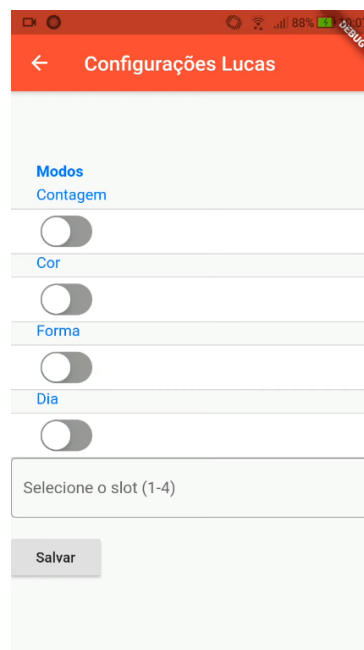 88%
DEBUG
Configurações Lucas
Modos
Contagem
Cor
Forma
Dia
Selecione o slot (1-4)
Salvar